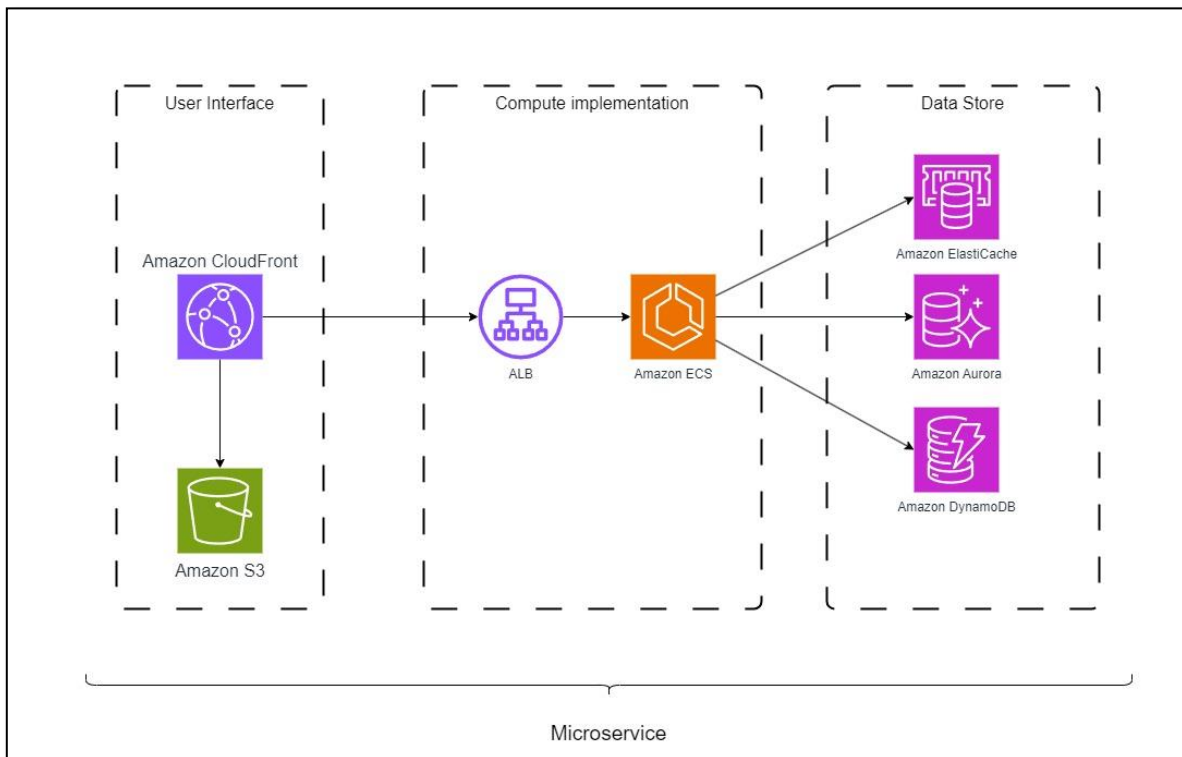 User Interface
Compute implementation
Data Store
Amazon CloudFront
Amazon S3
ALB
Amazon ECS
Amazon ElastiCache
Amazon Aurora
Amazon DynamoDB
Microservice